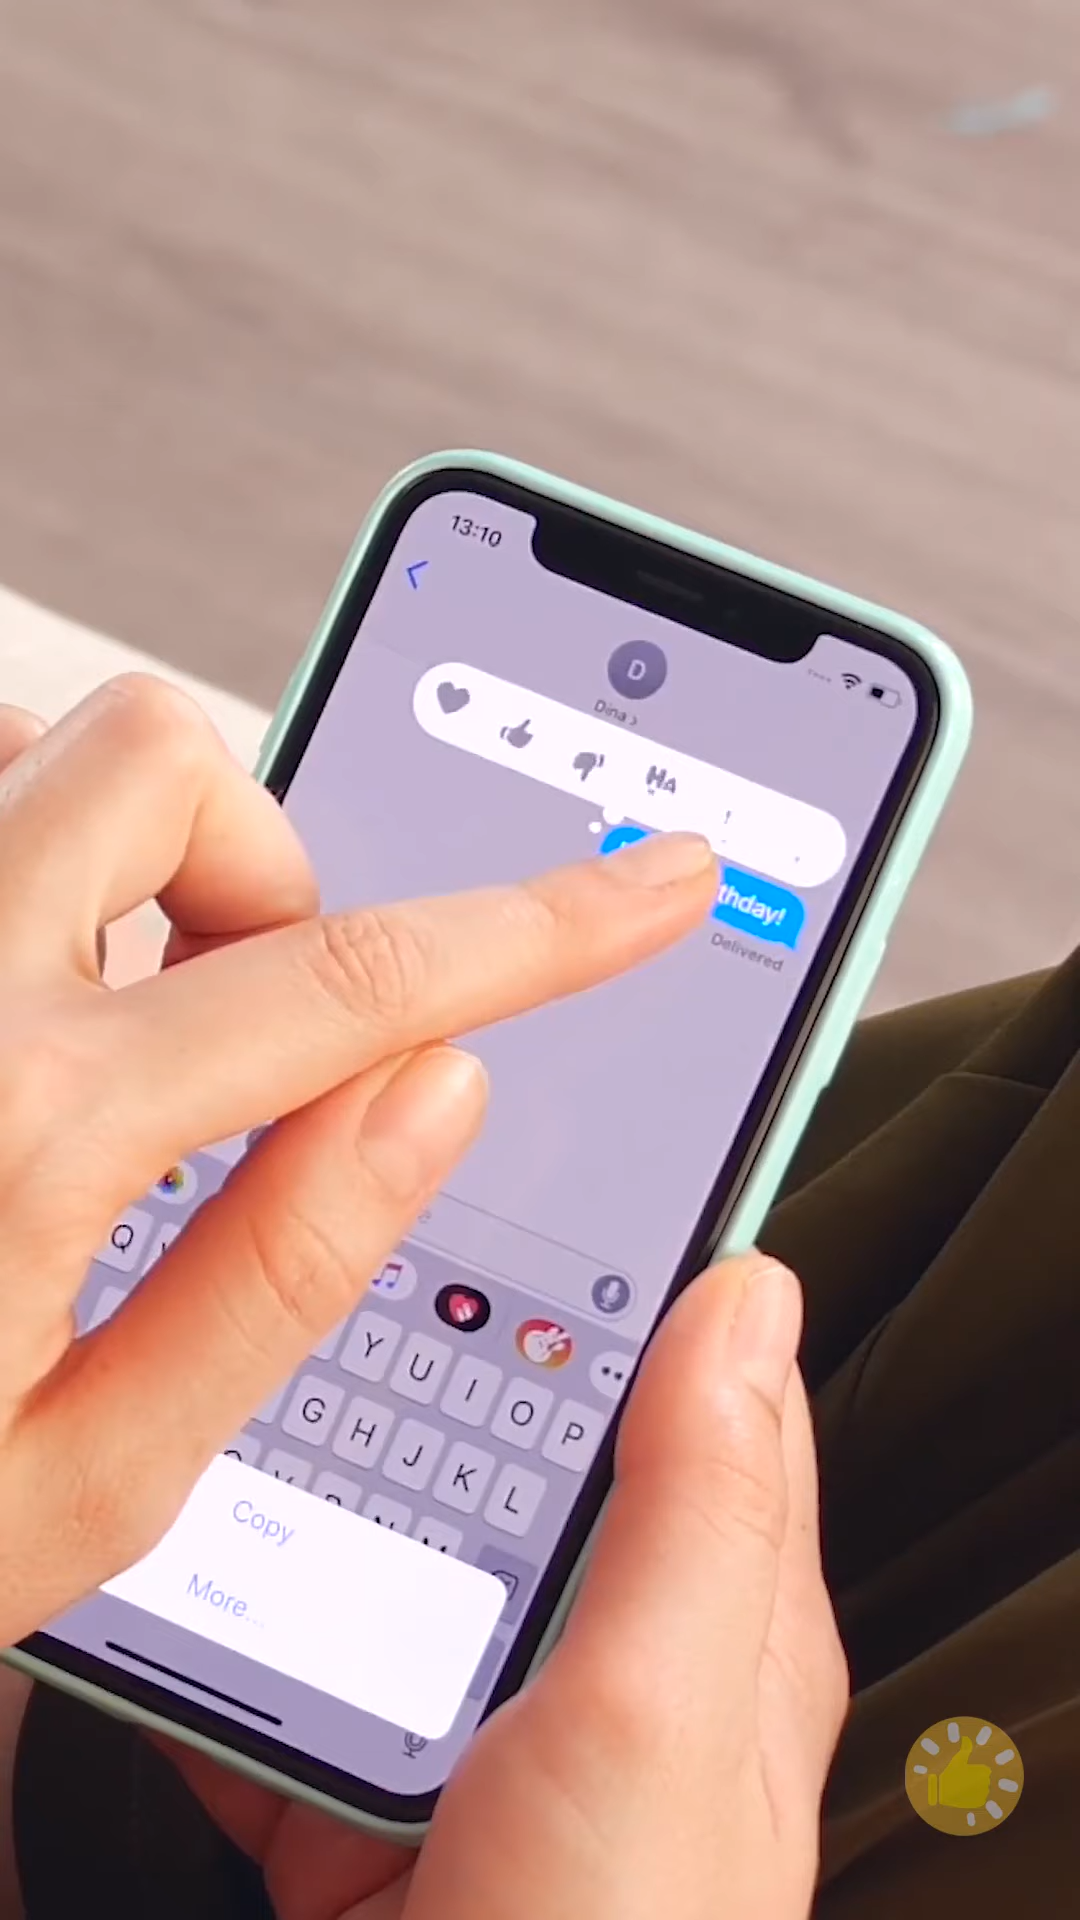 13:10
D
Dina >
HA
!
thday!
Delivered
Q
Y U I O P
G H J K L
Copy
More...